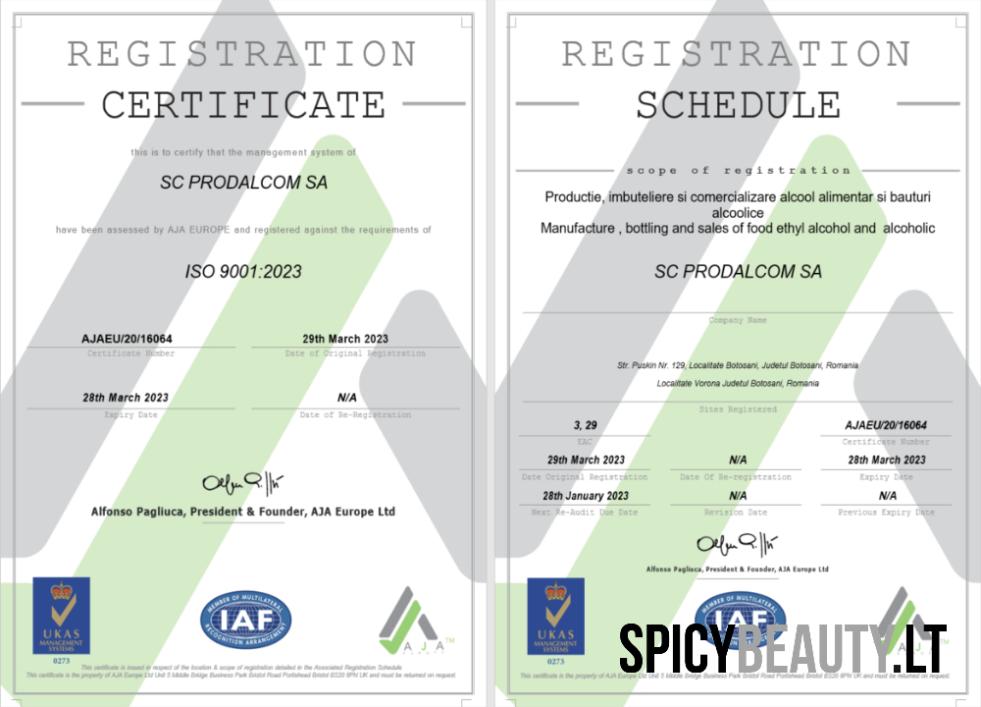 REGISTRATION
CERTIFICATE
this is to certify that the management system of
SC PRODALCOM SA
have been assessed by AJA EUROPE and registered against the requirements of
ISO 9001:2023
AJAEU/20/16064
Certificate Number
29th March 2023
Date of Original Registration
28th March 2023
Expiry Date
N/A
Date of Re-Registration
Alfonso Pagliuca, President & Founder, AJA Europe Ltd
UKAS
MANAGEMENT
SYSTEMS
0273
MEMBER OF MULTILATERAL
IAF
RECOGNITION ARRANGEMENT
AJA
EUROPE
TM
This certificate is issued in respect of the location & scope of registration detailed in the Associated Registration Schedule
This certificate is the property of AJA Europe Ltd Unit 5 Middle Bridge Business Park Bristol Road Portishead Bristol BS20 6PN UK and must be returned on request.
REGISTRATION
SCHEDULE
scope of registration
Productie, imbuteliere si comercializare alcool alimentar si bauturi
alcoolice
Manufacture , bottling and sales of food ethyl alcohol and alcoholic
SC PRODALCOM SA
Company Name
Str. Puskin Nr. 129, Localitate Botosani, Judetul Botosani, Romania
Localitate Vorona Judetul Botosani, Romania
Sites Registered
3, 29
EAC
AJAEU/20/16064
Certificate Number
29th March 2023
Date Original Registration
N/A
Date Of Re-registration
28th March 2023
Expiry Date
28th January 2023
Next Re-Audit Due Date
N/A
Revision Date
N/A
Previous Expiry Date
Alfonso Pagliuca, President & Founder, AJA Europe Ltd
UKAS
MANAGEMENT
SYSTEMS
0273
MEMBER OF MULTILATERAL
IAF
SPICYBEAUTY.LT
This certificate is the property of AJA Europe Ltd Unit 5 Middle Bridge Business Park Bristol Road Portishead Bristol BS20 6PN UK and must be returned on request.